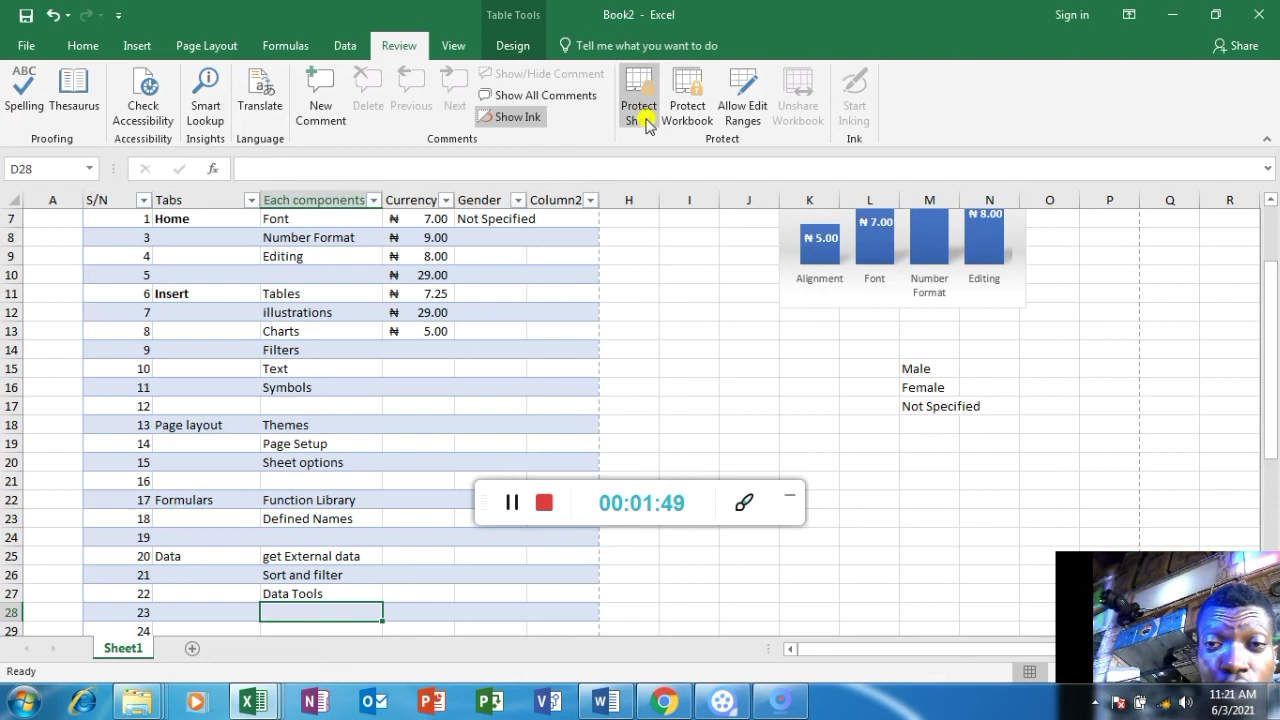 Table Tools
Book2 - Excel
Sign in
File
Home
Insert
Page Layout
Formulas
Data
Review
View
Design
Tell me what you want to do
Share
ABC
Spelling
Thesaurus
Check
Accessibility
Smart
Lookup
Translate
New
Comment
Delete
Previous
Next
Show/Hide Comment
Show All Comments
Show Ink
Protect
Protect
Workbook
Allow Edit
Ranges
Unshare
Workbook
Start
Inking
Proofing
Accessibility
Insights
Language
Comments
Protect
Ink
D28
fx
A S/N Tabs Each components Currency Gender Column2 H I J K L M N O P Q R
7 1 Home Font ₦ 7.00 Not Specified
8 3 Number Format ₦ 9.00
9 4 Editing ₦ 8.00
10 5 ₦ 29.00
11 6 Insert Tables ₦ 7.25
12 7 illustrations ₦ 29.00
13 8 Charts ₦ 5.00
14 9 Filters
15 10 Text
16 11 Symbols
17 12
18 13 Page layout Themes
19 14 Page Setup
20 15 Sheet options
21 16
22 17 Formulars Function Library
23 18 Defined Names
24 19
25 20 Data get External data
26 21 Sort and filter
27 22 Data Tools
28 23
29 24
₦ 5.00
₦ 7.00
₦ 8.00
Alignment
Font
Number
Format
Editing
Male
Female
Not Specified
00:01:49
Sheet1
Ready
11:21 AM
6/3/2021